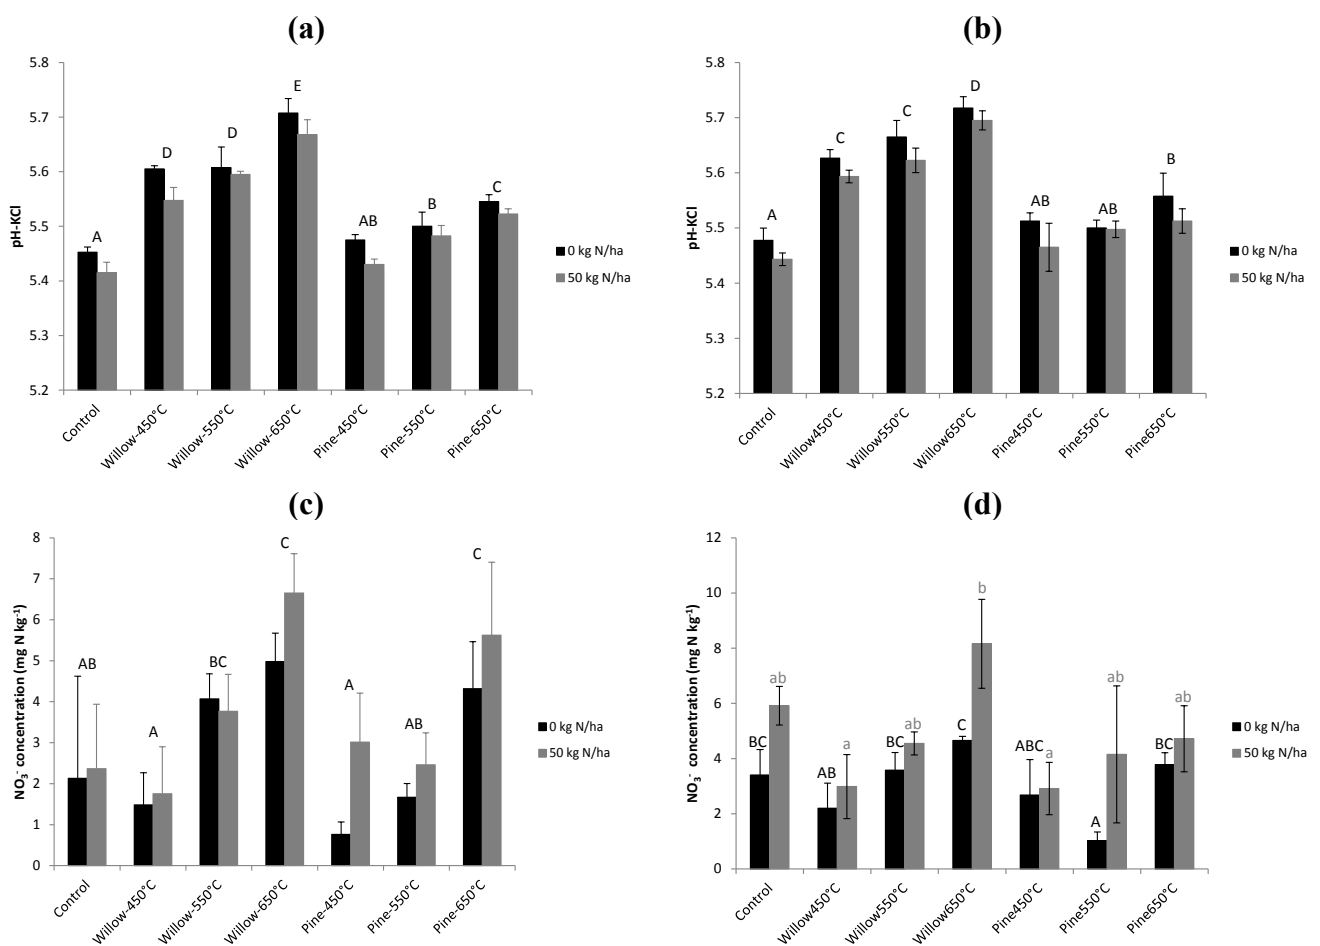 (a)
pH-KCl
5.8
5.7
5.6
5.5
5.4
5.3
5.2
A
D
D
E
AB
B
C
0 kg N/ha
50 kg N/ha
Control
Willow-450°C
Willow-550°C
Willow-650°C
Pine-450°C
Pine-550°C
Pine-650°C
(b)
pH-KCl
5.8
5.7
5.6
5.5
5.4
5.3
5.2
A
C
C
D
AB
AB
B
0 kg N/ha
50 kg N/ha
Control
Willow450°C
Willow550°C
Willow650°C
Pine450°C
Pine550°C
Pine650°C
(c)
NO₃⁻ concentration (mg N kg⁻¹)
8
7
6
5
4
3
2
1
0
AB
A
BC
C
A
AB
C
0 kg N/ha
50 kg N/ha
Control
Willow-450°C
Willow-550°C
Willow-650°C
Pine-450°C
Pine-550°C
Pine-650°C
(d)
NO₃⁻ concentration (mg N kg⁻¹)
12
10
8
6
4
2
0
BC
ab
AB
a
BC
ab
C
b
ABC
a
A
ab
BC
ab
0 kg N/ha
50 kg N/ha
Control
Willow450°C
Willow550°C
Willow650°C
Pine450°C
Pine550°C
Pine650°C